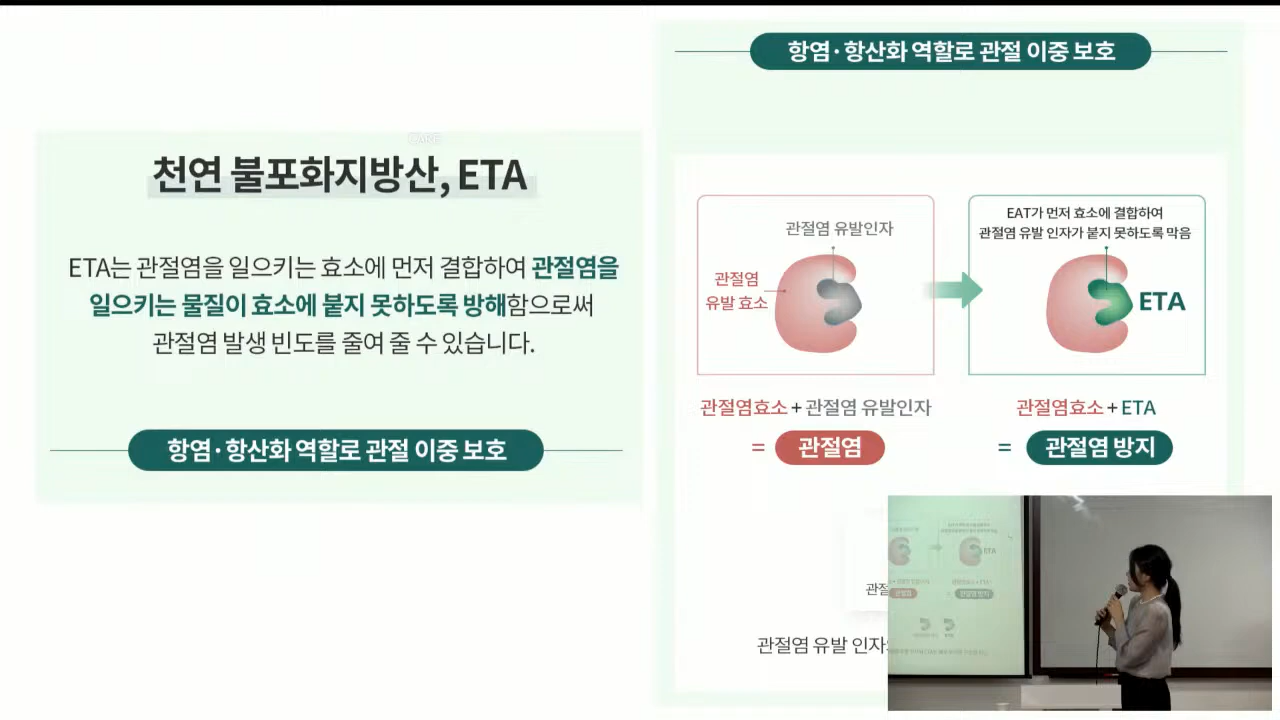 천연 불포화지방산, ETA
ETA는 관절염을 일으키는 효소에 먼저 결합하여 관절염을
일으키는 물질이 효소에 붙지 못하도록 방해함으로써
관절염 발생 빈도를 줄여 줄 수 있습니다.
항염·항산화 역할로 관절 이중 보호
항염·항산화 역할로 관절 이중 보호
관절염 유발인자
관절염
유발 효소
EAT가 먼저 효소에 결합하여
관절염 유발 인자가 붙지 못하도록 막음
ETA
관절염효소+관절염 유발인자
= 관절염
관절염효소+ETA
= 관절염 방지
관절염 유발 인자